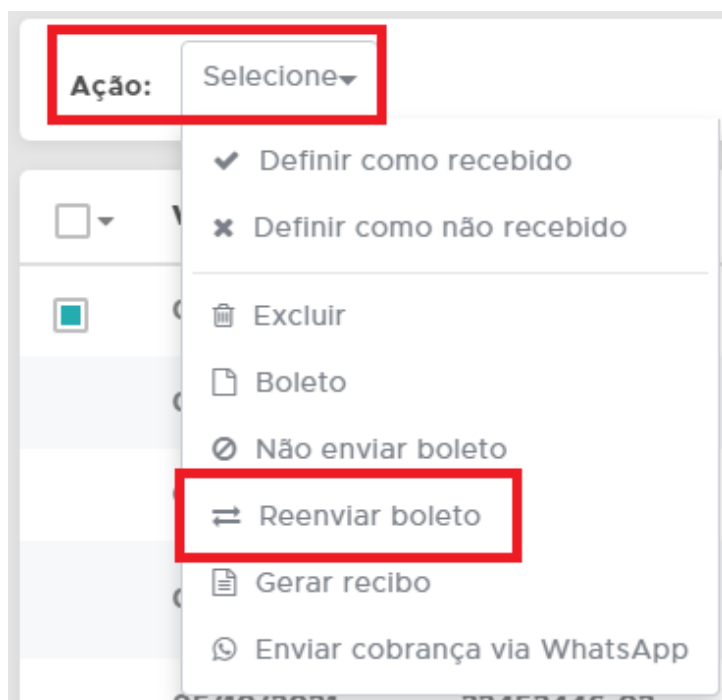 Ação:
Selecione
Definir como recebido
Definir como não recebido
Excluir
Boleto
Não enviar boleto
Reenviar boleto
Gerar recibo
Enviar cobrança via WhatsApp